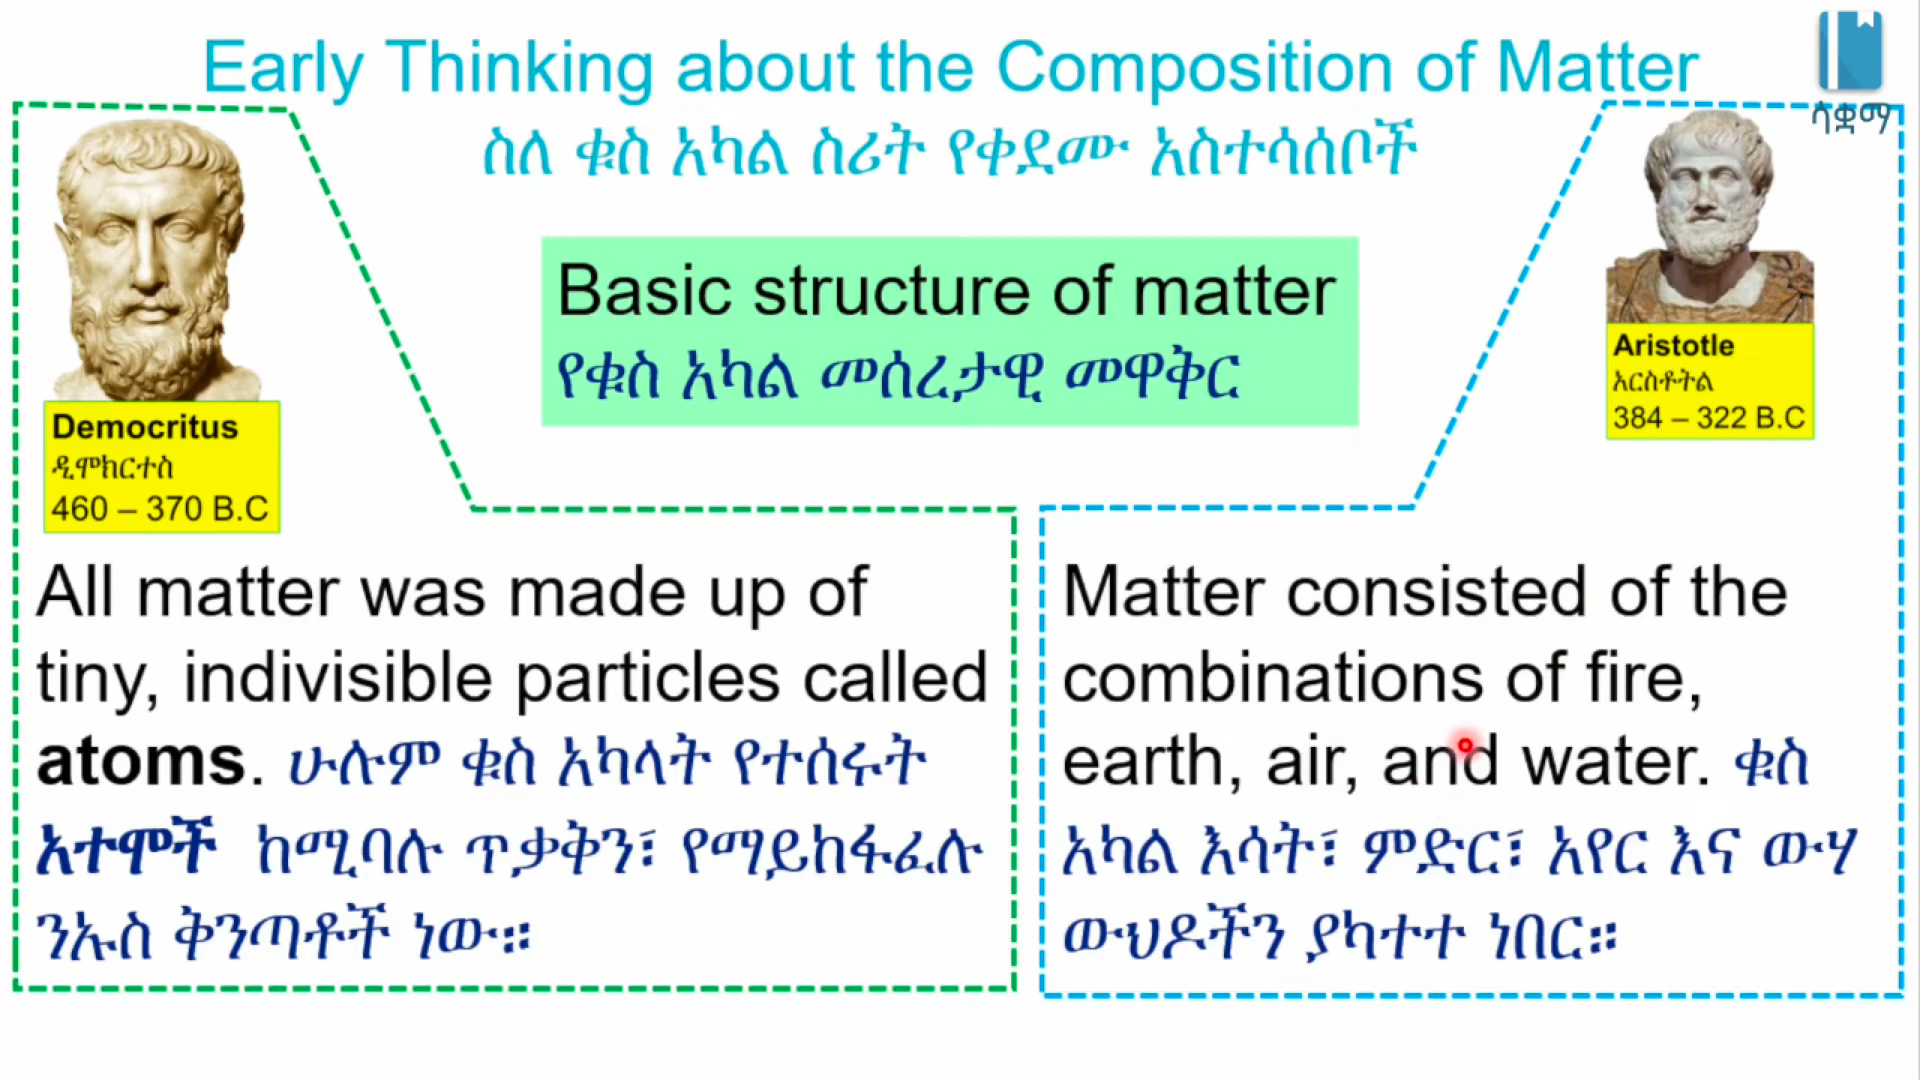 Early Thinking about the Composition of Matter
ስለ ቁስ አካል ስሪት የቀደሙ አስተሳሰቦች
ሳቋማ
Basic structure of matter
የቁስ አካል መሰረታዊ መዋቅር
Democritus
ዲሞክርተስ
460 – 370 B.C
Aristotle
አርስቶትል
384 – 322 B.C
All matter was made up of
tiny, indivisible particles called
atoms. ሁሉም ቁስ አካላት የተሰሩት
አተሞች ከሚባሉ ጥቃቅን፣ የማይከፋፈሉ
ንኡስ ቅንጣቶች ነው።
Matter consisted of the
combinations of fire,
earth, air, and water. ቁስ
አካል እሳት፣ ምድር፣ አየር እና ውሃ
ውህዶችን ያካተተ ነበር።